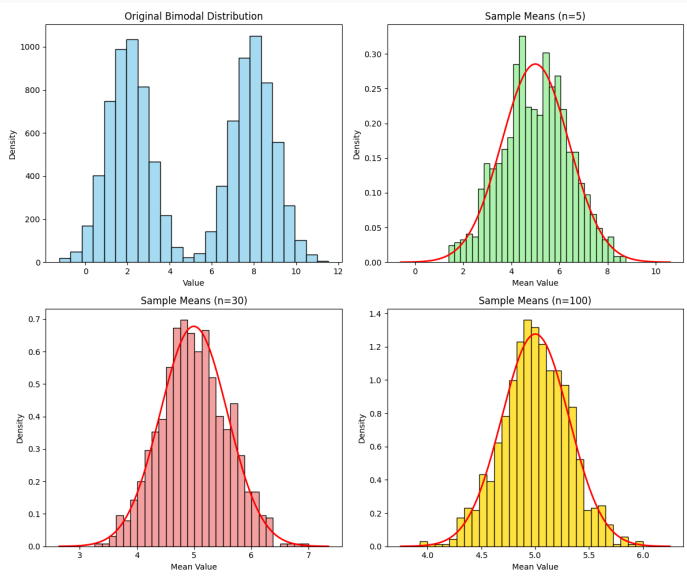 Original Bimodal Distribution
Density
1000
800
600
400
200
0
0 2 4 6 8 10 12
Value
Sample Means (n=5)
Density
0.30
0.25
0.20
0.15
0.10
0.05
0.00
0 2 4 6 8 10
Mean Value
Sample Means (n=30)
Density
0.7
0.6
0.5
0.4
0.3
0.2
0.1
0.0
3 4 5 6 7
Mean Value
Sample Means (n=100)
Density
1.4
1.2
1.0
0.8
0.6
0.4
0.2
0.0
4.0 4.5 5.0 5.5 6.0
Mean Value